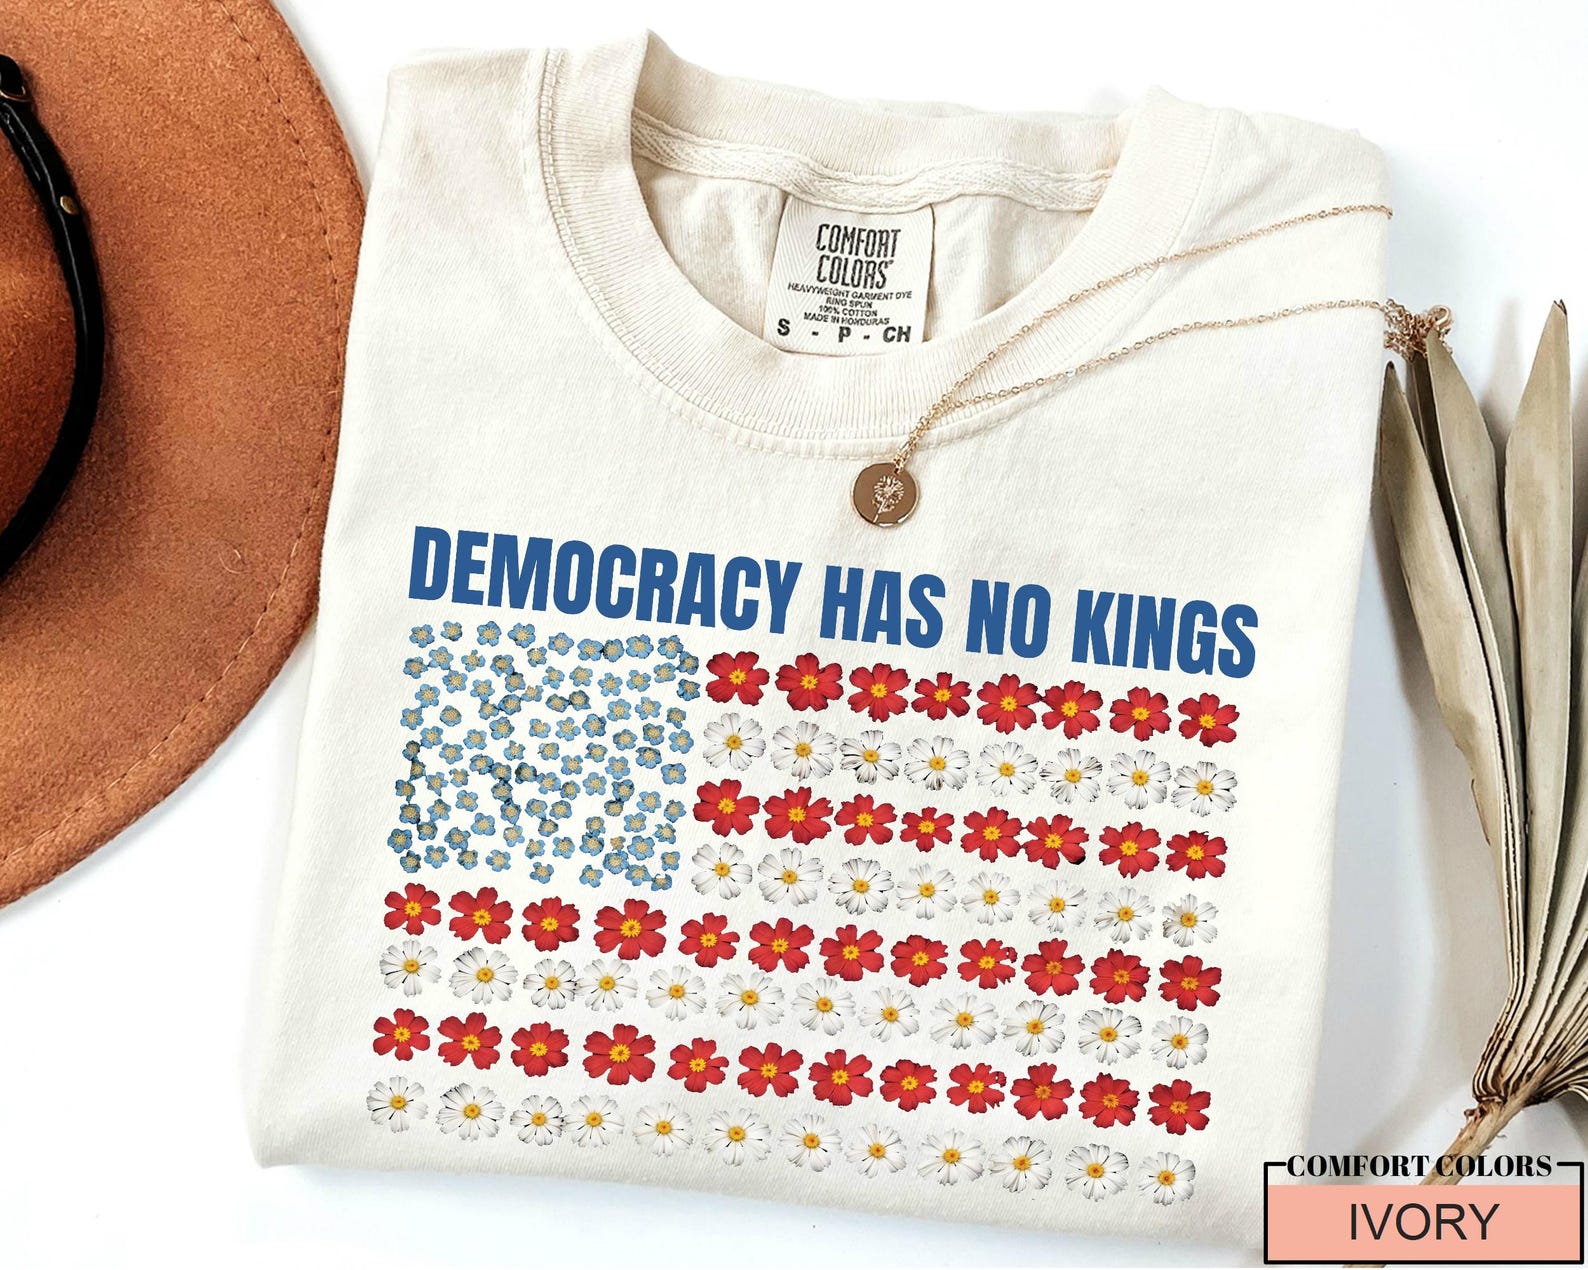 COMFORT
COLORS®
HEAVYWEIGHT GARMENT DYE
RING SPUN
100% COTTON
MADE IN HONDURAS
S - P - CH
DEMOCRACY HAS NO KINGS
COMFORT COLORS
IVORY